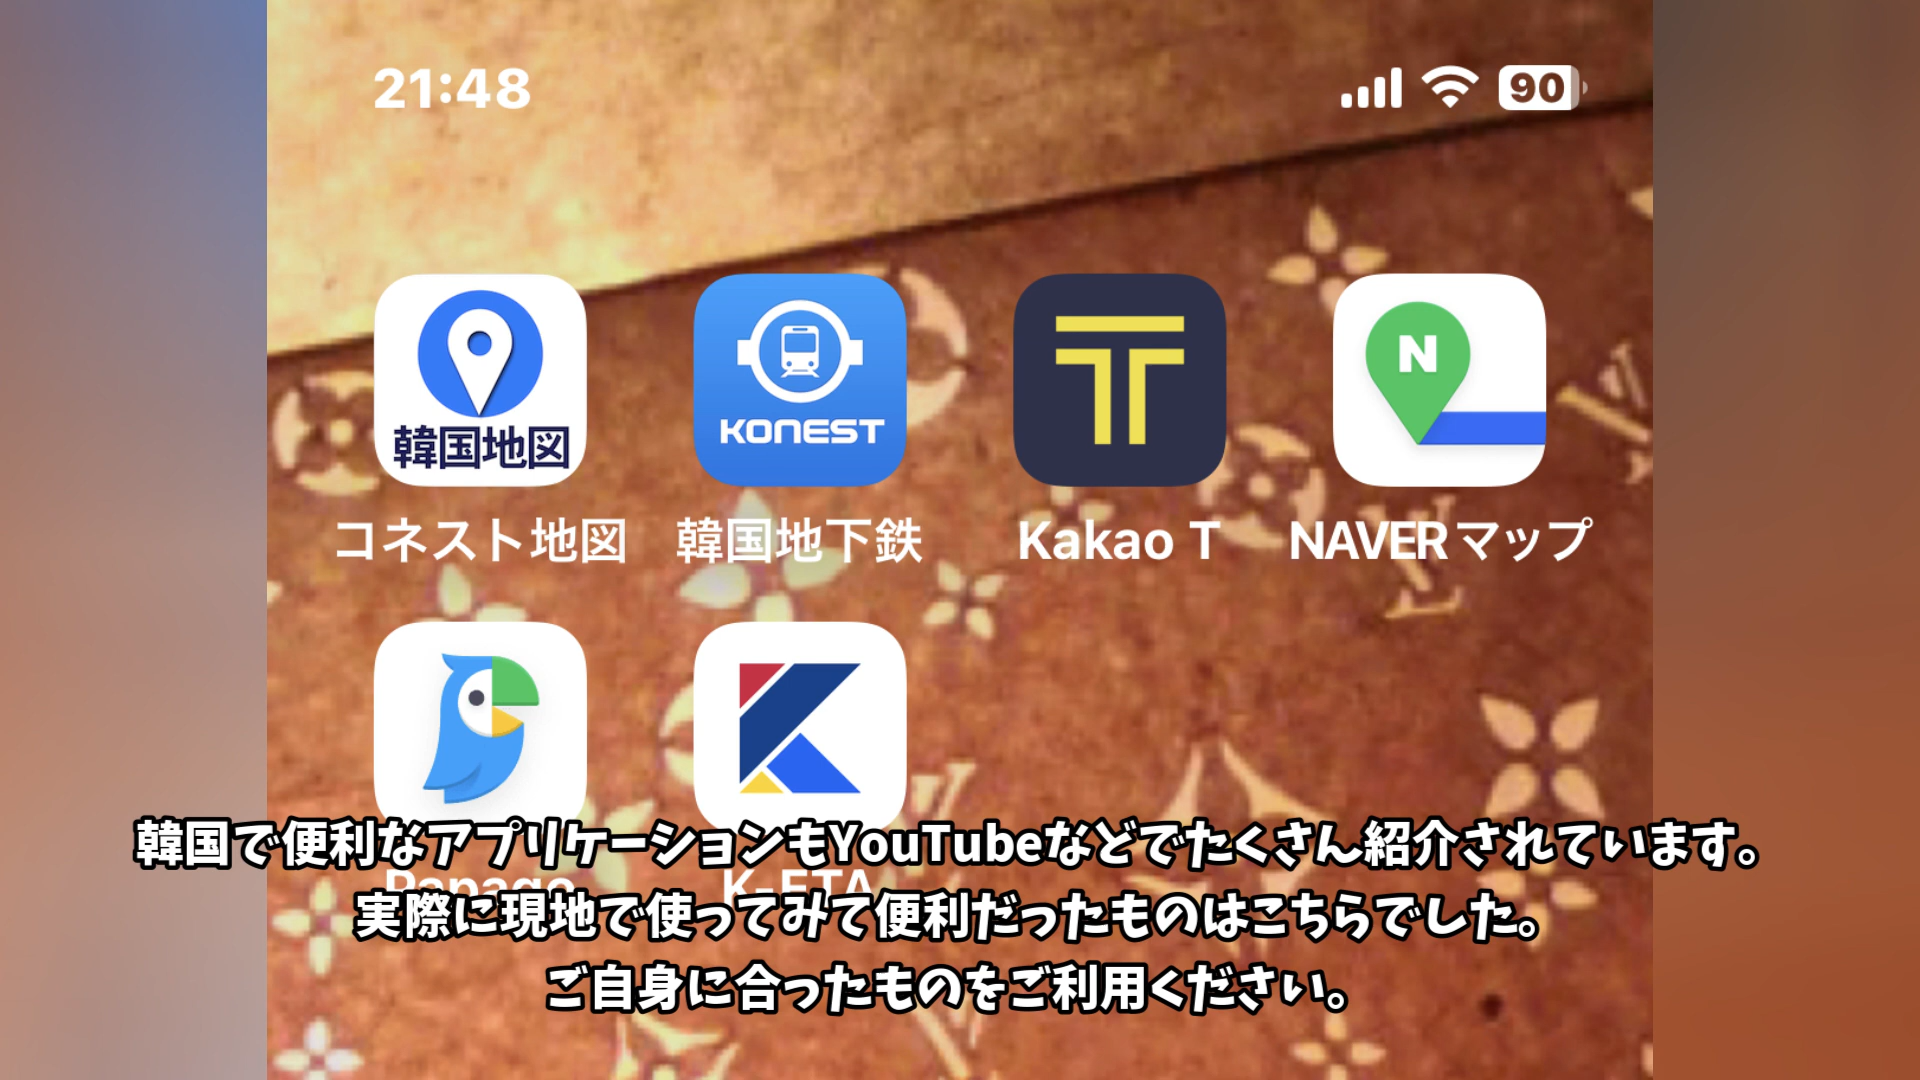 21:48
90
韓国地図
KONEST
N
コネスト地図
韓国地下鉄
Kakao T
NAVERマップ
韓国で便利なアプリケーションもYouTubeなどでたくさん紹介されています。
Papago
K-ETA
実際に現地で使ってみて便利だったものはこちらでした。
ご自身に合ったものをご利用ください。